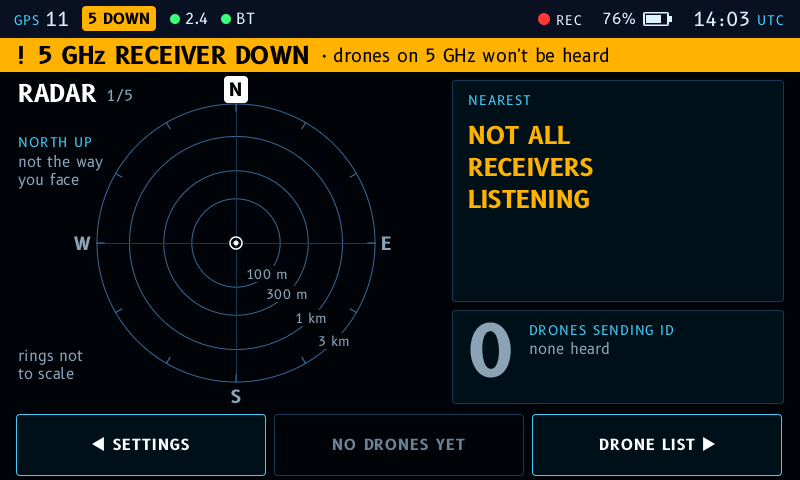 GPS 11 5 DOWN 2.4 BT REC 76% 14:03 UTC
! 5 GHz RECEIVER DOWN · drones on 5 GHz won't be heard
RADAR 1/5
N
NORTH UP
not the way
you face
W
E
100 m
300 m
1 km
3 km
rings not
to scale
S
NEAREST
NOT ALL
RECEIVERS
LISTENING
0
DRONES SENDING ID
none heard
◀ SETTINGS
NO DRONES YET
DRONE LIST ▶